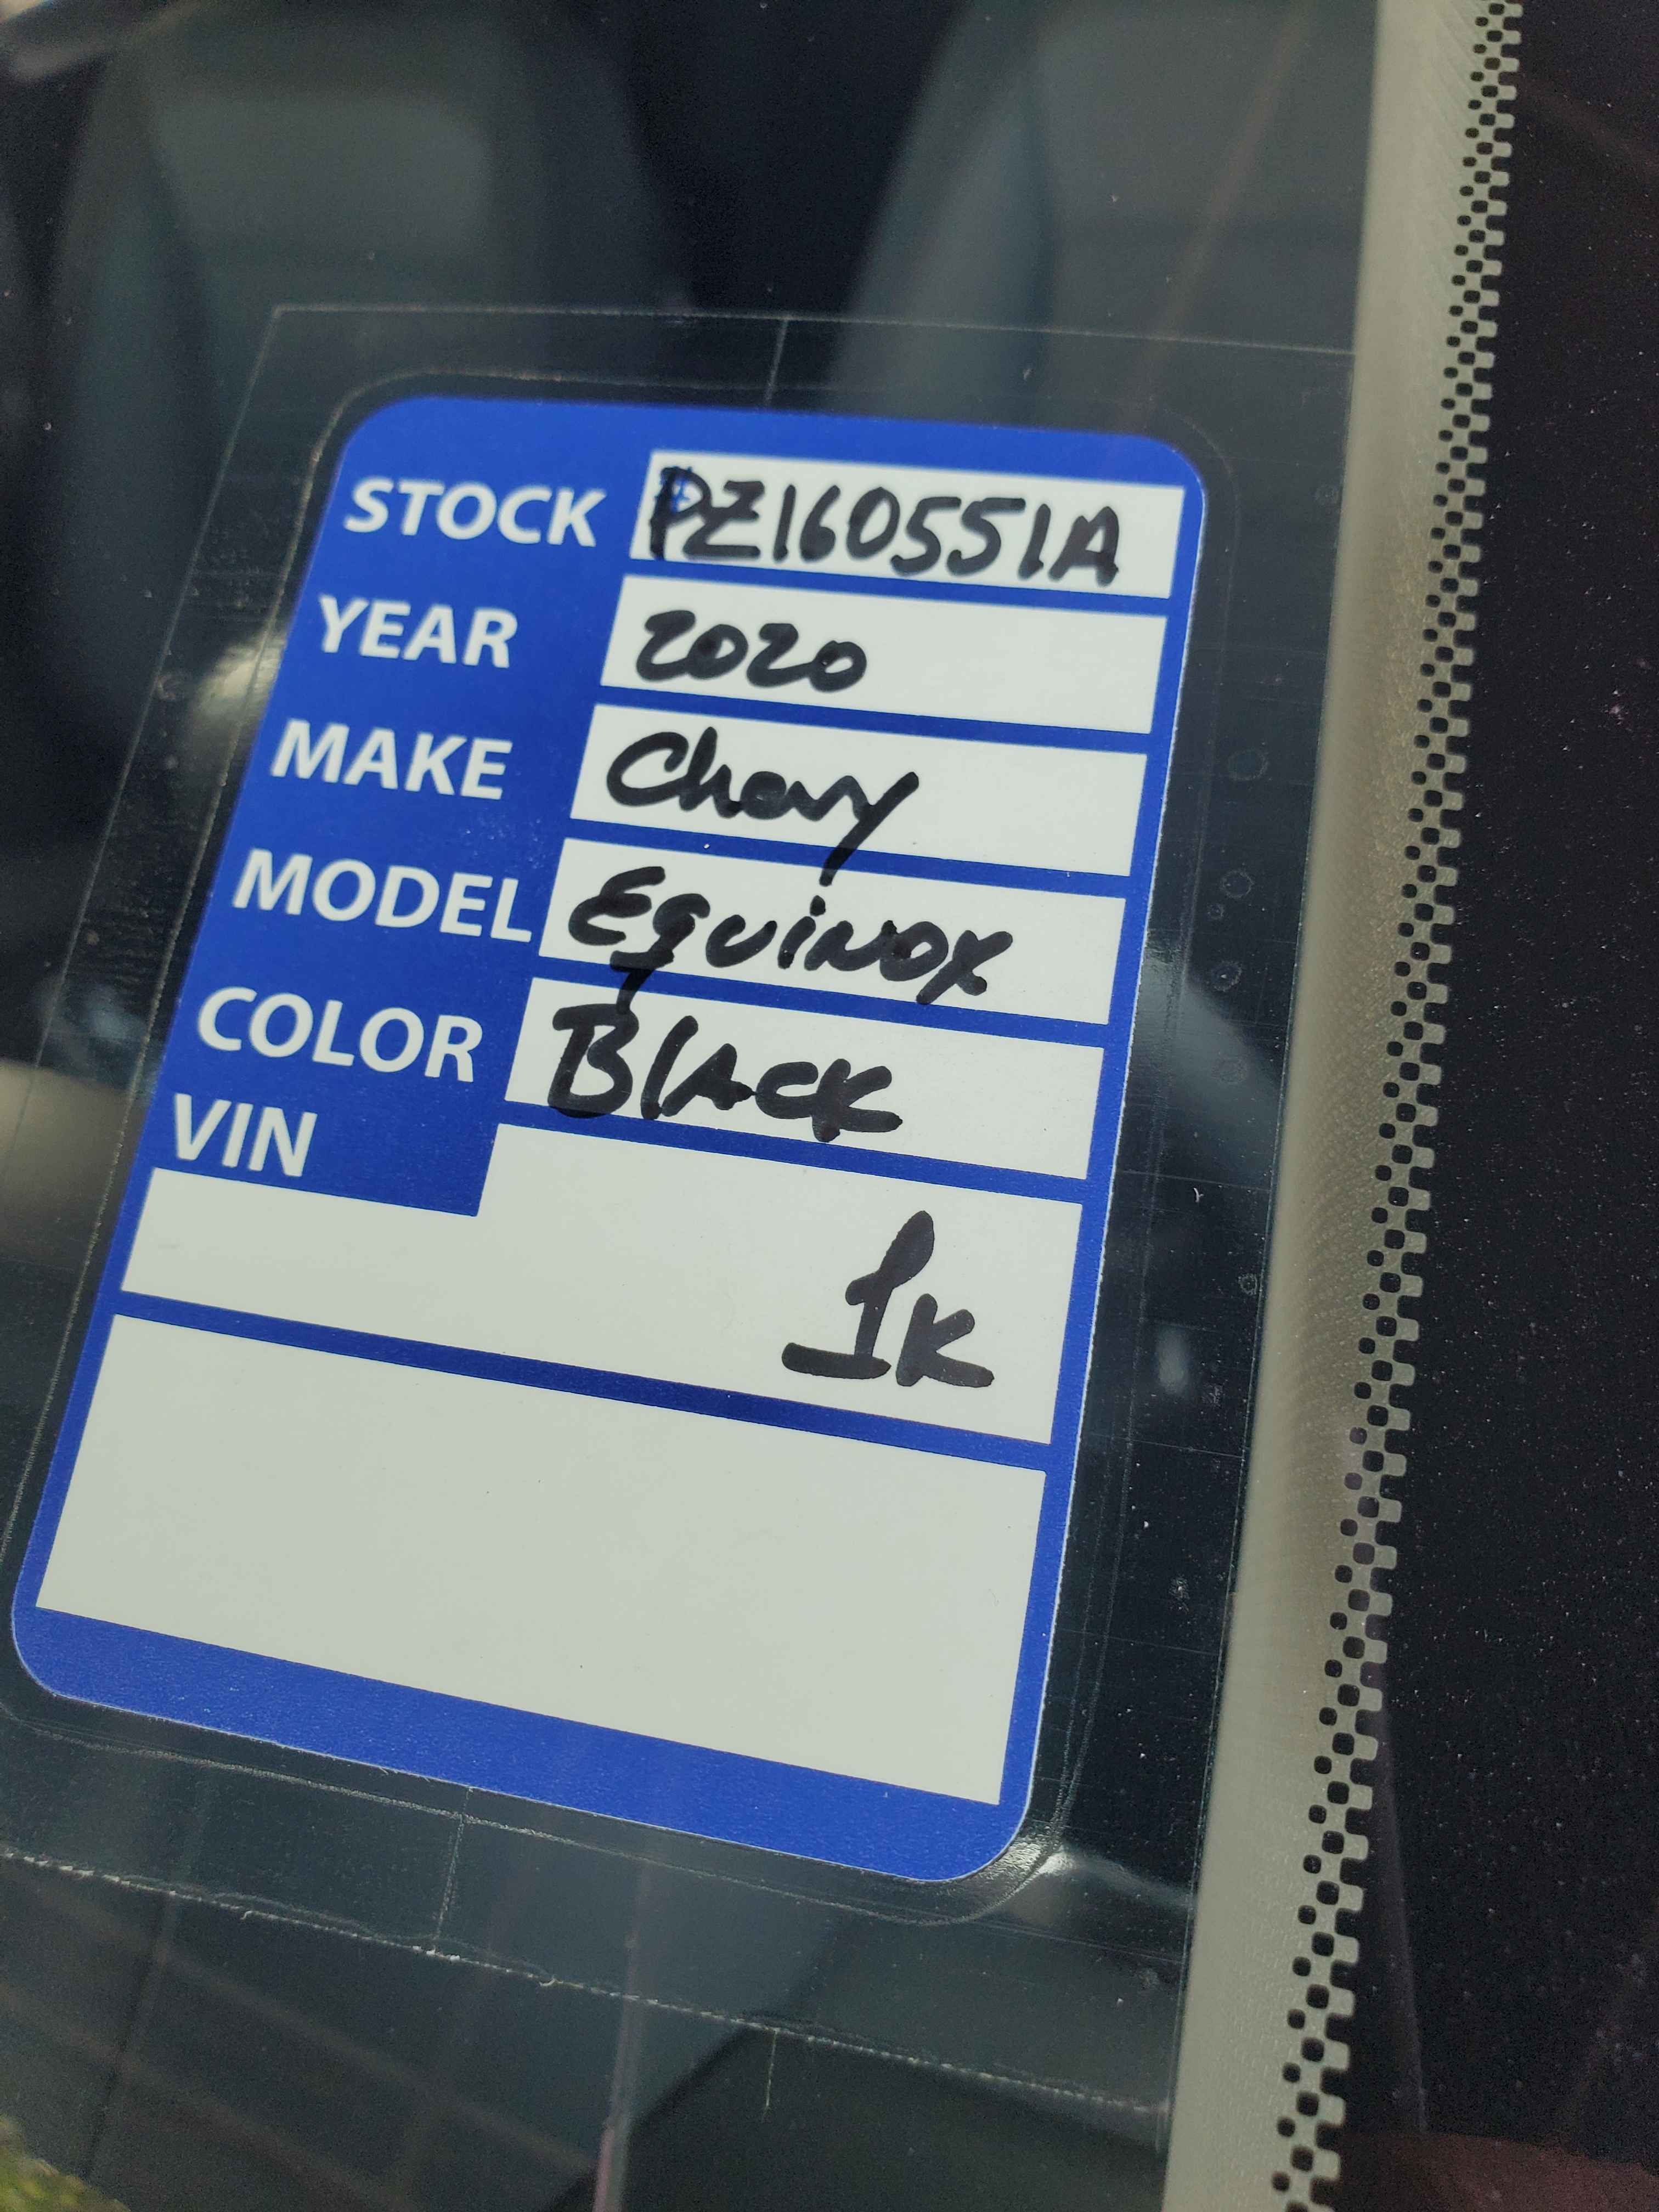 STOCK PZ160551A
YEAR 2020
MAKE Chevy
MODEL EquiNox
COLOR BlAcK
VIN
1K